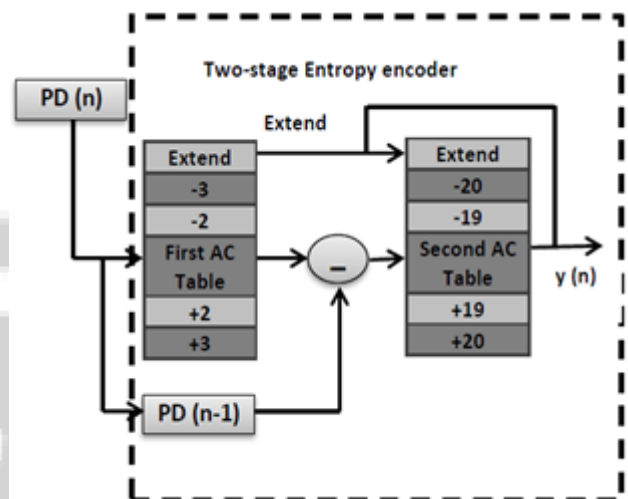 Two-stage Entropy encoder
PD (n)
Extend
Extend
-3
-2
First AC
Table
+2
+3
–
Extend
-20
-19
Second AC
Table
+19
+20
y (n)
PD (n-1)